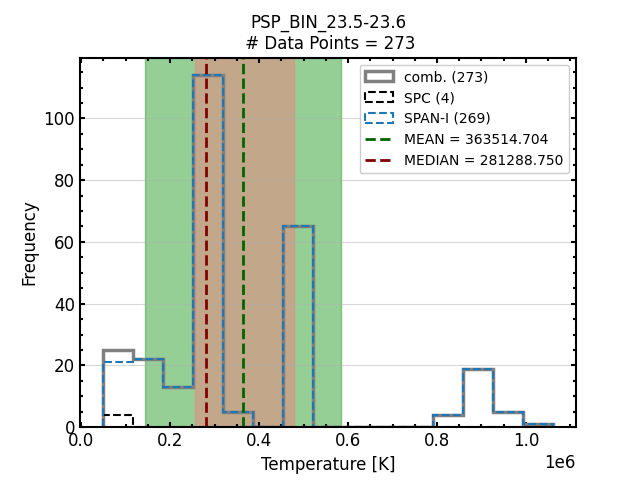 PSP_BIN_23.5-23.6
# Data Points = 273
comb. (273)
SPC (4)
SPAN-I (269)
MEAN = 363514.704
MEDIAN = 281288.750
Frequency
100
80
60
40
20
0
0.0 0.2 0.4 0.6 0.8 1.0
Temperature [K]
1e6